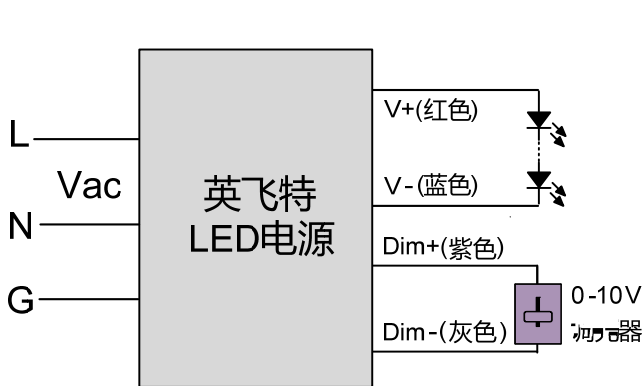 L
Vac
N
G
英飞特
LED电源
V+(红色)
V-(蓝色)
Dim+(紫色)
Dim-(灰色)
0-10V
器